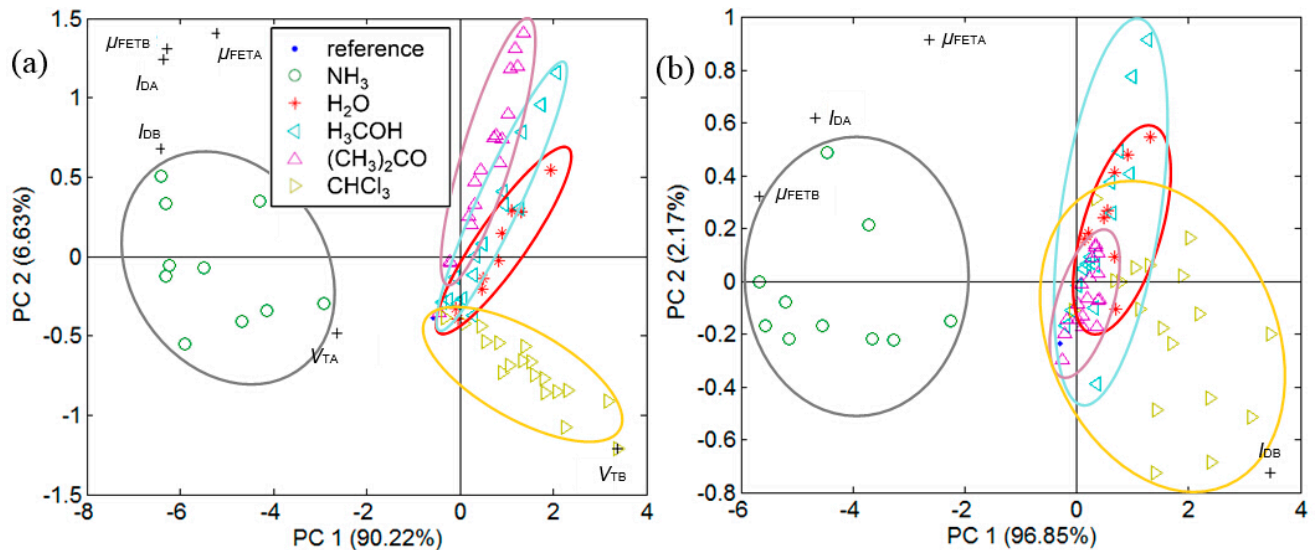 (a)
1.5
1
0.5
0
-0.5
-1
-1.5
-8
-6
-4
-2
0
2
4
PC 2 (6.63%)
PC 1 (90.22%)
μFETB
μFETA
IDA
IDB
VTA
VTB
reference
NH3
H2O
H3COH
(CH3)2CO
CHCl3
(b)
1
0.8
0.6
0.4
0.2
0
-0.2
-0.4
-0.6
-0.8
-6
-4
-2
0
2
4
PC 2 (2.17%)
PC 1 (96.85%)
μFETA
IDA
μFETB
IDB